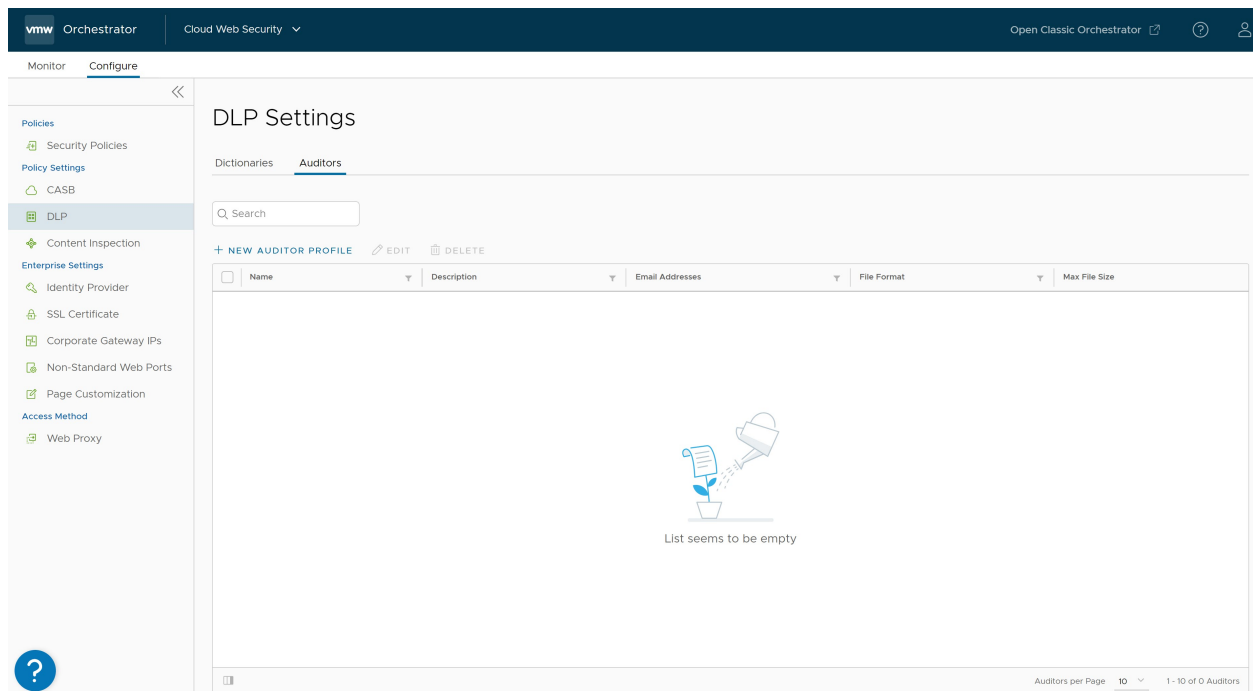 vmw Orchestrator Cloud Web Security Open Classic Orchestrator ?
Monitor Configure
Policies
Security Policies
Policy Settings
CASB
DLP
Content Inspection
Enterprise Settings
Identity Provider
SSL Certificate
Corporate Gateway IPs
Non-Standard Web Ports
Page Customization
Access Method
Web Proxy
?
DLP Settings
Dictionaries Auditors
Search
+ NEW AUDITOR PROFILE EDIT DELETE
Name Description Email Addresses File Format Max File Size
List seems to be empty
Auditors per Page 10 1 - 10 of 0 Auditors